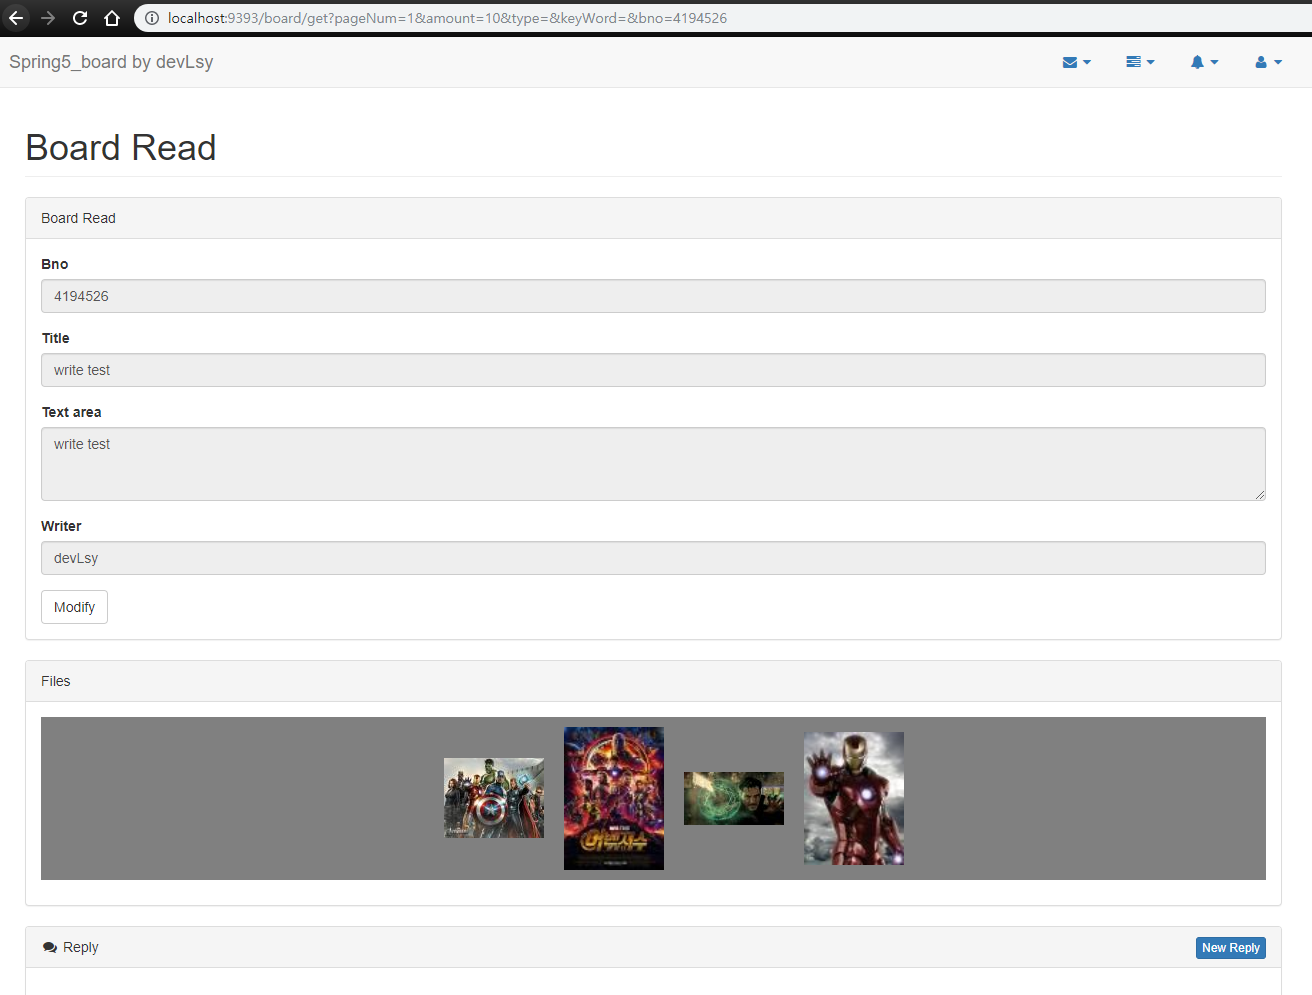 localhost:9393/board/get?pageNum=1&amount=10&type=&keyWord=&bno=4194526
Spring5_board by devLsy
Board Read
Board Read
Bno
4194526
Title
write test
Text area
write test
Writer
devLsy
Modify
Files
Reply
New Reply